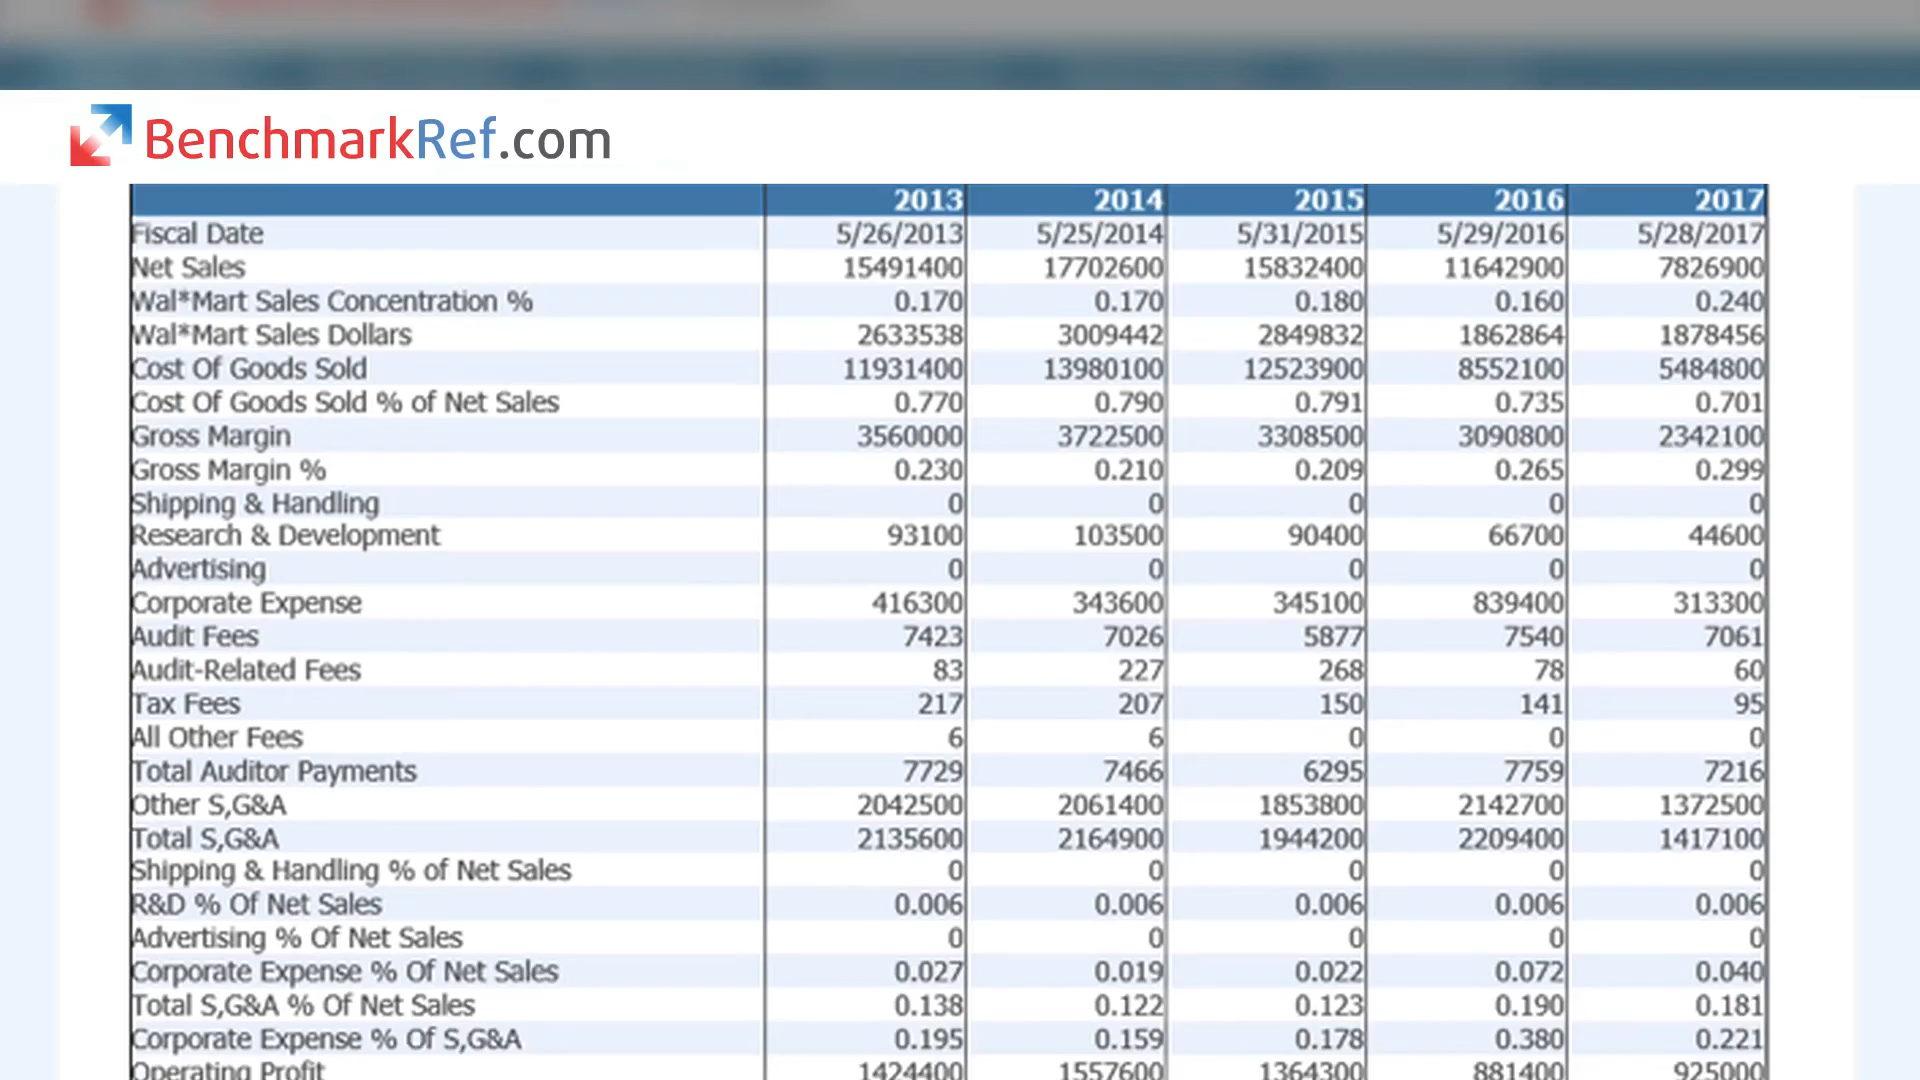 BenchmarkRef.com
2013 2014 2015 2016 2017
Fiscal Date 5/26/2013 5/25/2014 5/31/2015 5/29/2016 5/28/2017
Net Sales 15491400 17702600 15832400 11642900 7826900
Wal*Mart Sales Concentration % 0.170 0.170 0.180 0.160 0.240
Wal*Mart Sales Dollars 2633538 3009442 2849832 1862864 1878456
Cost Of Goods Sold 11931400 13980100 12523900 8552100 5484800
Cost Of Goods Sold % of Net Sales 0.770 0.790 0.791 0.735 0.701
Gross Margin 3560000 3722500 3308500 3090800 2342100
Gross Margin % 0.230 0.210 0.209 0.265 0.299
Shipping & Handling 0 0 0 0 0
Research & Development 93100 103500 90400 66700 44600
Advertising 0 0 0 0 0
Corporate Expense 416300 343600 345100 839400 313300
Audit Fees 7423 7026 5877 7540 7061
Audit-Related Fees 83 227 268 78 60
Tax Fees 217 207 150 141 95
All Other Fees 6 6 0 0 0
Total Auditor Payments 7729 7466 6295 7759 7216
Other S,G&A 2042500 2061400 1853800 2142700 1372500
Total S,G&A 2135600 2164900 1944200 2209400 1417100
Shipping & Handling % of Net Sales 0 0 0 0 0
R&D % Of Net Sales 0.006 0.006 0.006 0.006 0.006
Advertising % Of Net Sales 0 0 0 0 0
Corporate Expense % Of Net Sales 0.027 0.019 0.022 0.072 0.040
Total S,G&A % Of Net Sales 0.138 0.122 0.123 0.190 0.181
Corporate Expense % Of S,G&A 0.195 0.159 0.178 0.380 0.221
Operating Profit 1424400 1557600 1364300 881400 925000